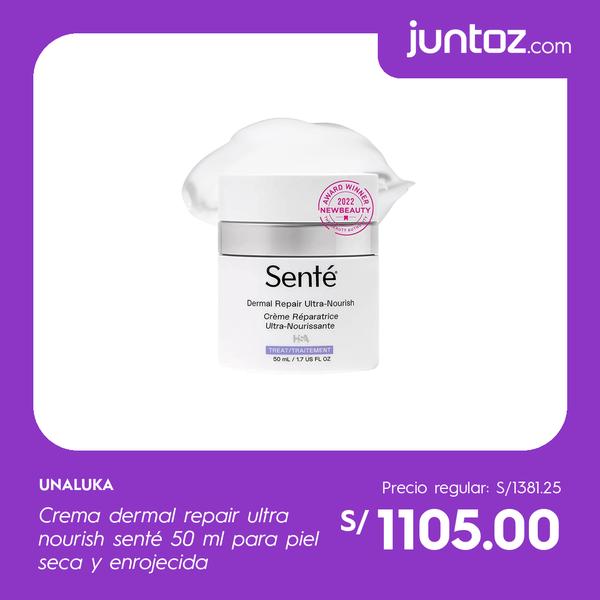 juntoz.com
AWARD WINNER
2022
NEWBEAUTY
Senté®
Dermal Repair Ultra-Nourish
Crème Réparatrice
Ultra-Nourissante
TREAT/TRAITEMENT
50 mL / 1.7 US FL OZ
UNALUKA
Crema dermal repair ultra
nourish senté 50 ml para piel
seca y enrojecida
Precio regular: S/1381.25
S/ 1105.00